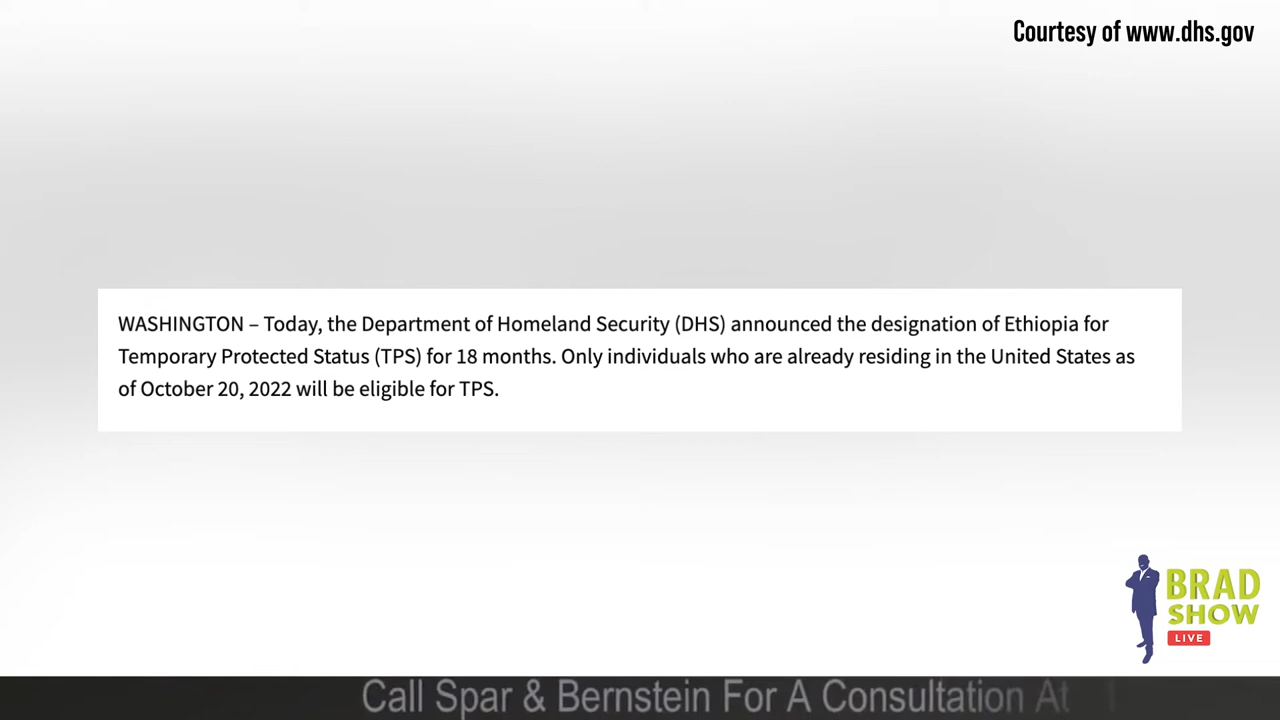 Courtesy of www.dhs.gov
WASHINGTON – Today, the Department of Homeland Security (DHS) announced the designation of Ethiopia for
Temporary Protected Status (TPS) for 18 months. Only individuals who are already residing in the United States as
of October 20, 2022 will be eligible for TPS.
BRAD
SHOW
LIVE
Call Spar & Bernstein For A Consultation At